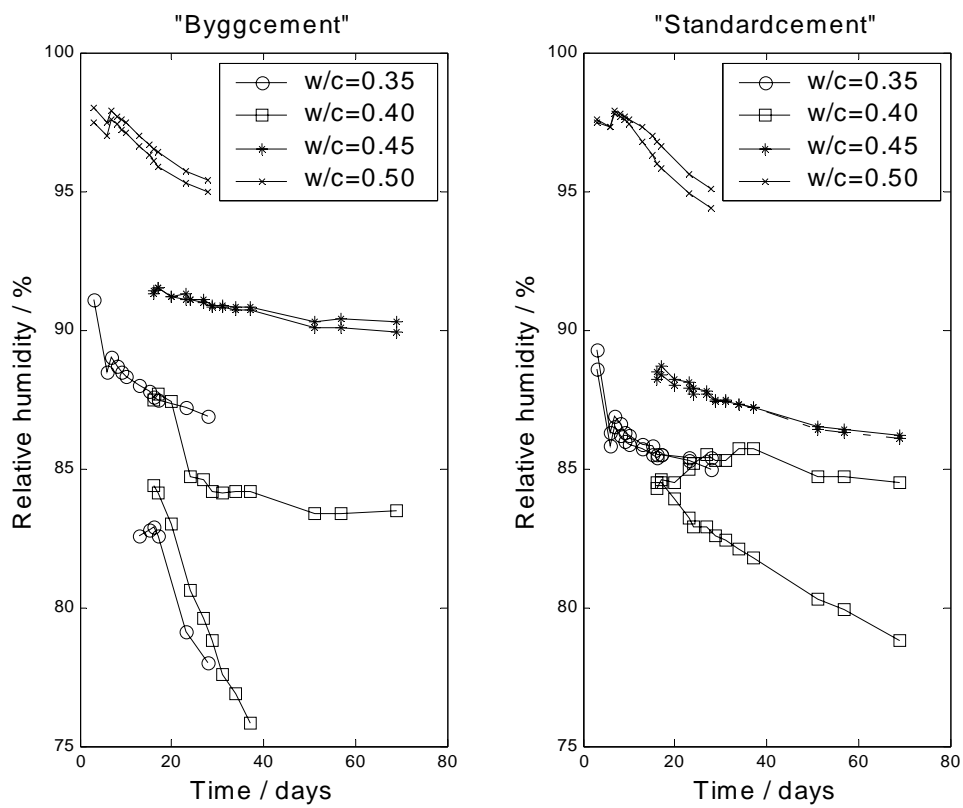 "Byggcement"
100
95
90
85
80
75
Relative humidity / %
0
20
40
60
80
Time / days
w/c=0.35
w/c=0.40
w/c=0.45
w/c=0.50
"Standardcement"
100
95
90
85
80
75
Relative humidity / %
0
20
40
60
80
Time / days
w/c=0.35
w/c=0.40
w/c=0.45
w/c=0.50